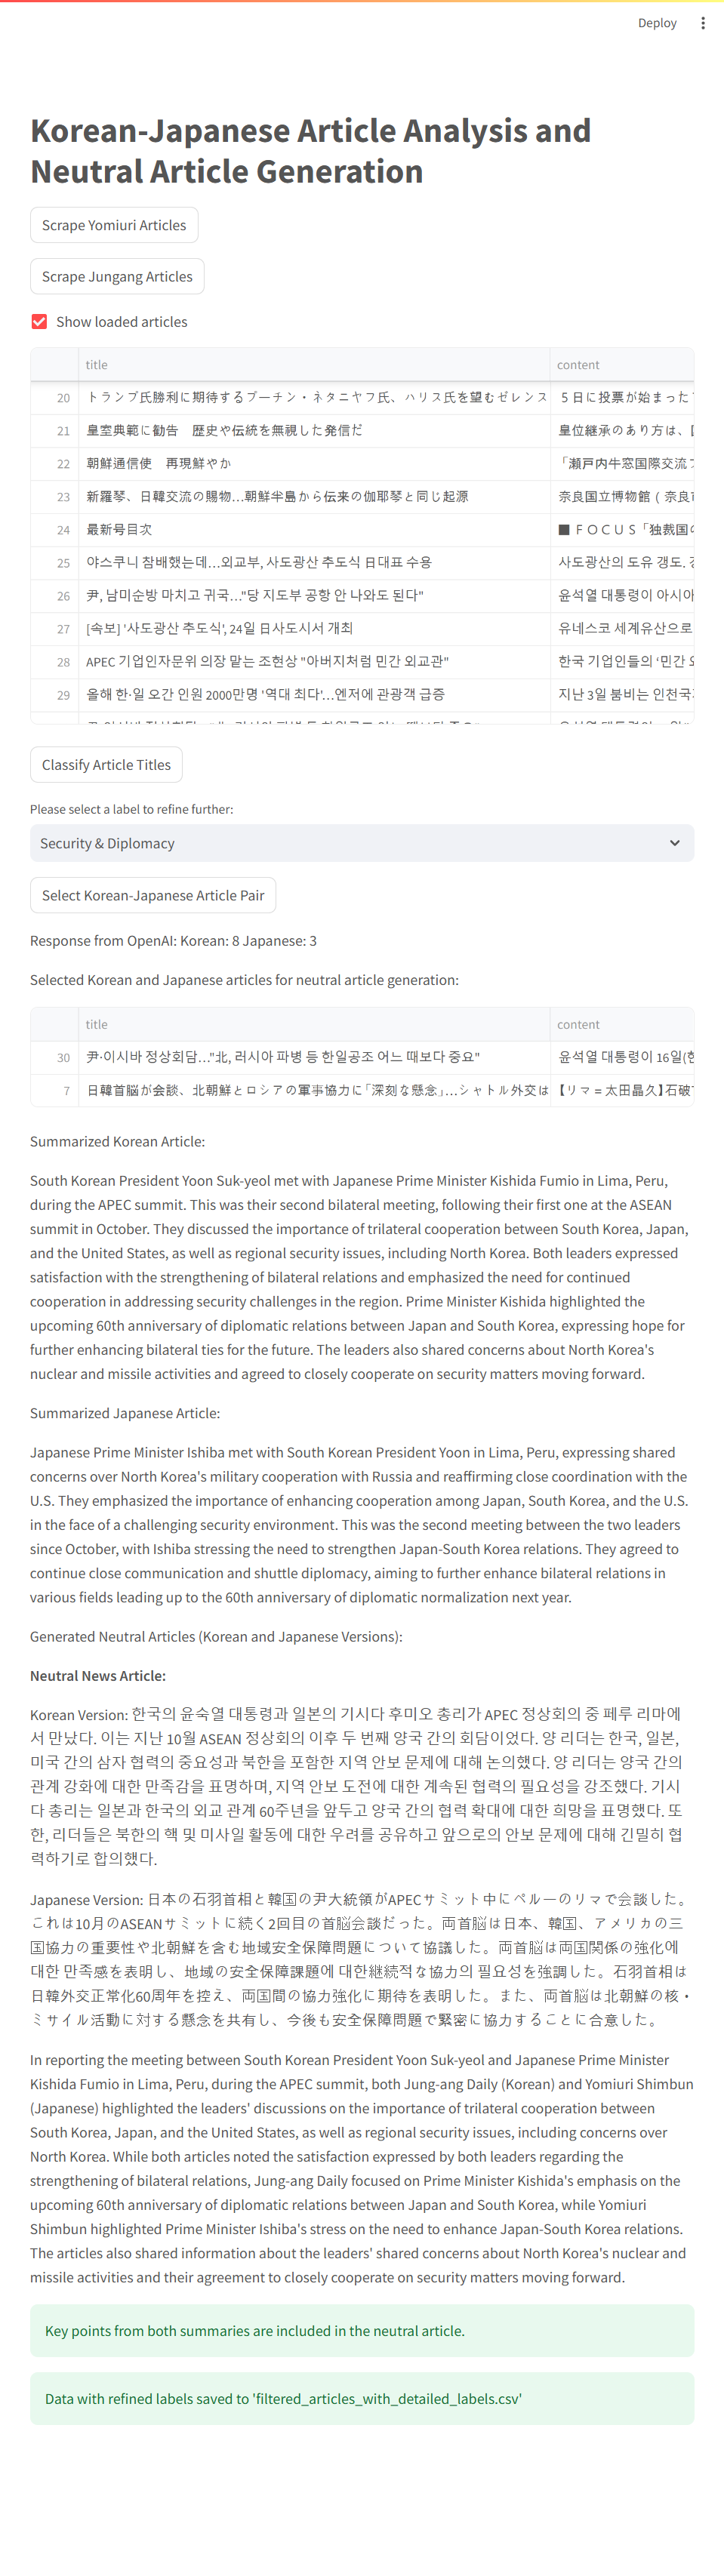 Deploy
Korean-Japanese Article Analysis and
Neutral Article Generation
Scrape Yomiuri Articles
Scrape Jungang Articles
Show loaded articles
title content
20 トランプ氏勝利に期待するプーチン・ネタニヤフ氏、ハリス氏を望むゼレンス ５日に投票が始まった
21 皇室典範に勧告　歴史や伝統を無視した発信だ 皇位継承のあり方は、
22 朝鮮通信使　再現鮮やか 「瀬戸内牛窓国際交流
23 新羅琴、日韓交流の賜物…朝鮮半島から伝来の伽耶琴と同じ起源 奈良国立博物館（奈良
24 最新号目次 ■ＦＯＣＵＳ「独裁国
25 야스쿠니 참배했는데…외교부, 사도광산 추도식 日대표 수용 사도광산의 도유 갱도.
26 尹, 남미순방 마치고 귀국…"당 지도부 공항 안 나와도 된다" 윤석열 대통령이 아시아
27 [속보] '사도광산 추도식', 24일 日사도시서 개최 유네스코 세계유산으로
28 APEC 기업인자문위 의장 맡는 조현상 "아버지처럼 민간 외교관" 한국 기업인들의 ‘민간
29 올해 한·일 오간 인원 2000만명 '역대 최다'…엔저에 관광객 급증 지난 3일 붐비는 인천국
Classify Article Titles
Please select a label to refine further:
Security & Diplomacy
Select Korean-Japanese Article Pair
Response from OpenAI: Korean: 8 Japanese: 3
Selected Korean and Japanese articles for neutral article generation:
title content
30 尹·이시바 정상회담…"北, 러시아 파병 등 한일공조 어느 때보다 중요" 윤석열 대통령이 16일(현
7 日韓首脳が会談、北朝鮮とロシアの軍事協力に「深刻な懸念」…シャトル外交は 【リマ＝太田晶久】石破
Summarized Korean Article:
South Korean President Yoon Suk-yeol met with Japanese Prime Minister Kishida Fumio in Lima, Peru,
during the APEC summit. This was their second bilateral meeting, following their first one at the ASEAN
summit in October. They discussed the importance of trilateral cooperation between South Korea, Japan,
and the United States, as well as regional security issues, including North Korea. Both leaders expressed
satisfaction with the strengthening of bilateral relations and emphasized the need for continued
cooperation in addressing security challenges in the region. Prime Minister Kishida highlighted the
upcoming 60th anniversary of diplomatic relations between Japan and South Korea, expressing hope for
further enhancing bilateral ties for the future. The leaders also shared concerns about North Korea's
nuclear and missile activities and agreed to closely cooperate on security matters moving forward.
Summarized Japanese Article:
Japanese Prime Minister Ishiba met with South Korean President Yoon in Lima, Peru, expressing shared
concerns over North Korea's military cooperation with Russia and reaffirming close coordination with the
U.S. They emphasized the importance of enhancing cooperation among Japan, South Korea, and the U.S.
in the face of a challenging security environment. This was the second meeting between the two leaders
since October, with Ishiba stressing the need to strengthen Japan-South Korea relations. They agreed to
continue close communication and shuttle diplomacy, aiming to further enhance bilateral relations in
various fields leading up to the 60th anniversary of diplomatic normalization next year.
Generated Neutral Articles (Korean and Japanese Versions):
Neutral News Article:
Korean Version: 한국의 윤숙열 대통령과 일본의 기시다 후미오 총리가 APEC 정상회의 중 페루 리마에
서 만났다. 이는 지난 10월 ASEAN 정상회의 이후 두 번째 양국 간의 회담이었다. 양 리더는 한국, 일본,
미국 간의 삼자 협력의 중요성과 북한을 포함한 지역 안보 문제에 대해 논의했다. 양 리더는 양국 간의
관계 강화에 대한 만족감을 표명하며, 지역 안보 도전에 대한 계속된 협력의 필요성을 강조했다. 기시
다 총리는 일본과 한국의 외교 관계 60주년을 앞두고 양국 간의 협력 확대에 대한 희망을 표명했다. 또
한, 리더들은 북한의 핵 및 미사일 활동에 대한 우려를 공유하고 앞으로의 안보 문제에 대해 긴밀히 협
력하기로 합의했다.
Japanese Version: 日本の石羽首相と韓国の尹大統領がAPECサミット中にペルーのリマで会談した。
これは10月のASEANサミットに続く2回目の首脳会談だった。両首脳は日本、韓国、アメリカの三
国協力の重要性や北朝鮮を含む地域安全保障問題について協議した。両首脳は両国関係の強化에
대한 만족감を表明し、地域の安全保障課題에 대한継続的な協力의 필요성を強調した。石羽首相は
日韓外交正常化60周年を控え、両国間の協力強化に期待を表明した。また、両首脳は北朝鮮の核・
ミサイル活動に対する懸念を共有し、今後も安全保障問題で緊密に協力することに合意した。
In reporting the meeting between South Korean President Yoon Suk-yeol and Japanese Prime Minister
Kishida Fumio in Lima, Peru, during the APEC summit, both Jung-ang Daily (Korean) and Yomiuri Shimbun
(Japanese) highlighted the leaders' discussions on the importance of trilateral cooperation between
South Korea, Japan, and the United States, as well as regional security issues, including concerns over
North Korea. While both articles noted the satisfaction expressed by both leaders regarding the
strengthening of bilateral relations, Jung-ang Daily focused on Prime Minister Kishida's emphasis on the
upcoming 60th anniversary of diplomatic relations between Japan and South Korea, while Yomiuri
Shimbun highlighted Prime Minister Ishiba's stress on the need to enhance Japan-South Korea relations.
The articles also shared information about the leaders' shared concerns about North Korea's nuclear and
missile activities and their agreement to closely cooperate on security matters moving forward.
Key points from both summaries are included in the neutral article.
Data with refined labels saved to 'filtered_articles_with_detailed_labels.csv'